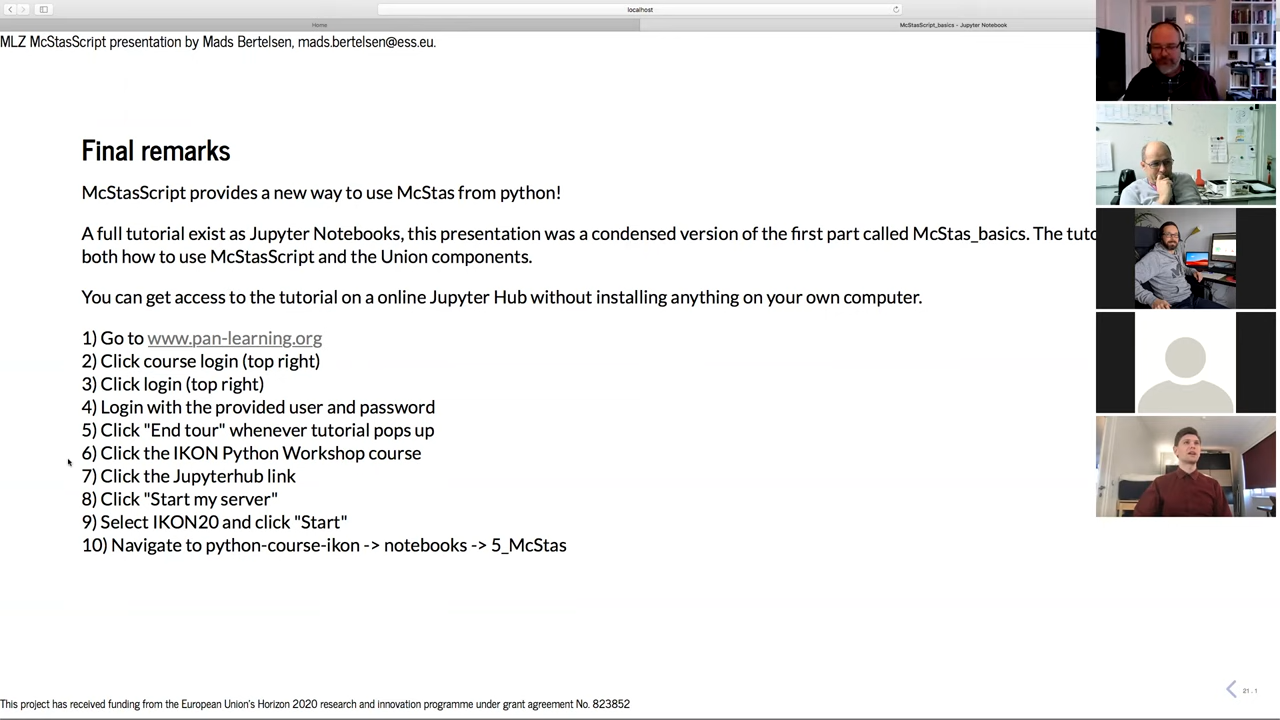 localhost
Home
McStasScript_basics - Jupyter Notebook
MLZ McStasScript presentation by Mads Bertelsen, mads.bertelsen@ess.eu.
Final remarks
McStasScript provides a new way to use McStas from python!
A full tutorial exist as Jupyter Notebooks, this presentation was a condensed version of the first part called McStas_basics. The tuto
both how to use McStasScript and the Union components.
You can get access to the tutorial on a online Jupyter Hub without installing anything on your own computer.
1) Go to www.pan-learning.org
2) Click course login (top right)
3) Click login (top right)
4) Login with the provided user and password
5) Click "End tour" whenever tutorial pops up
6) Click the IKON Python Workshop course
7) Click the Jupyterhub link
8) Click "Start my server"
9) Select IKON20 and click "Start"
10) Navigate to python-course-ikon -> notebooks -> 5_McStas
21.1
This project has received funding from the European Union's Horizon 2020 research and innovation programme under grant agreement No. 823852